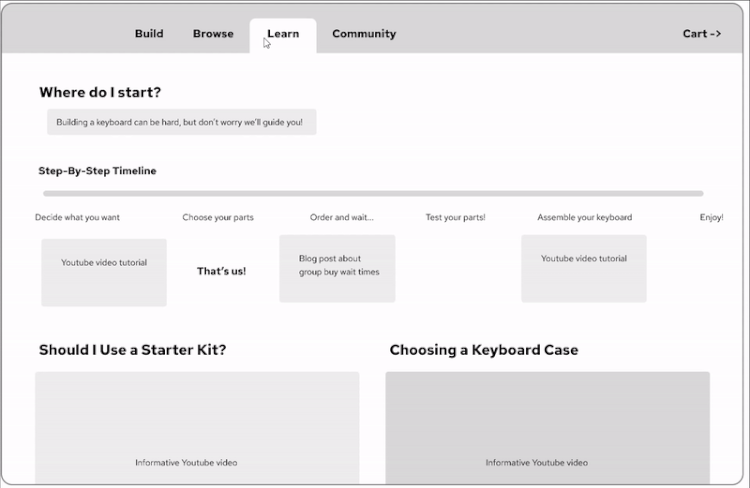 Build Browse Learn Community Cart ->
Where do I start?
Building a keyboard can be hard, but don't worry we'll guide you!
Step-By-Step Timeline
Decide what you want Choose your parts Order and wait... Test your parts! Assemble your keyboard Enjoy!
Youtube video tutorial
That's us!
Blog post about
group buy wait times
Youtube video tutorial
Should I Use a Starter Kit?
Choosing a Keyboard Case
Informative Youtube video
Informative Youtube video